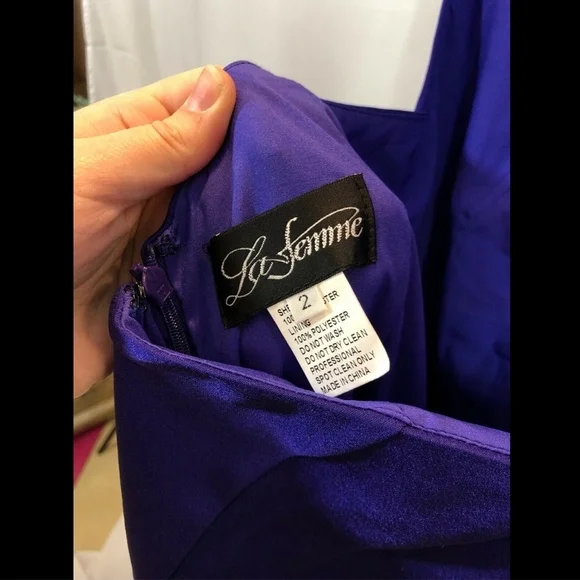 La Femme
2
LINING
100% POLYESTER
DO NOT WASH
DO NOT DRY CLEAN
PROFESSIONAL
SPOT CLEAN ONLY
MADE IN CHINA